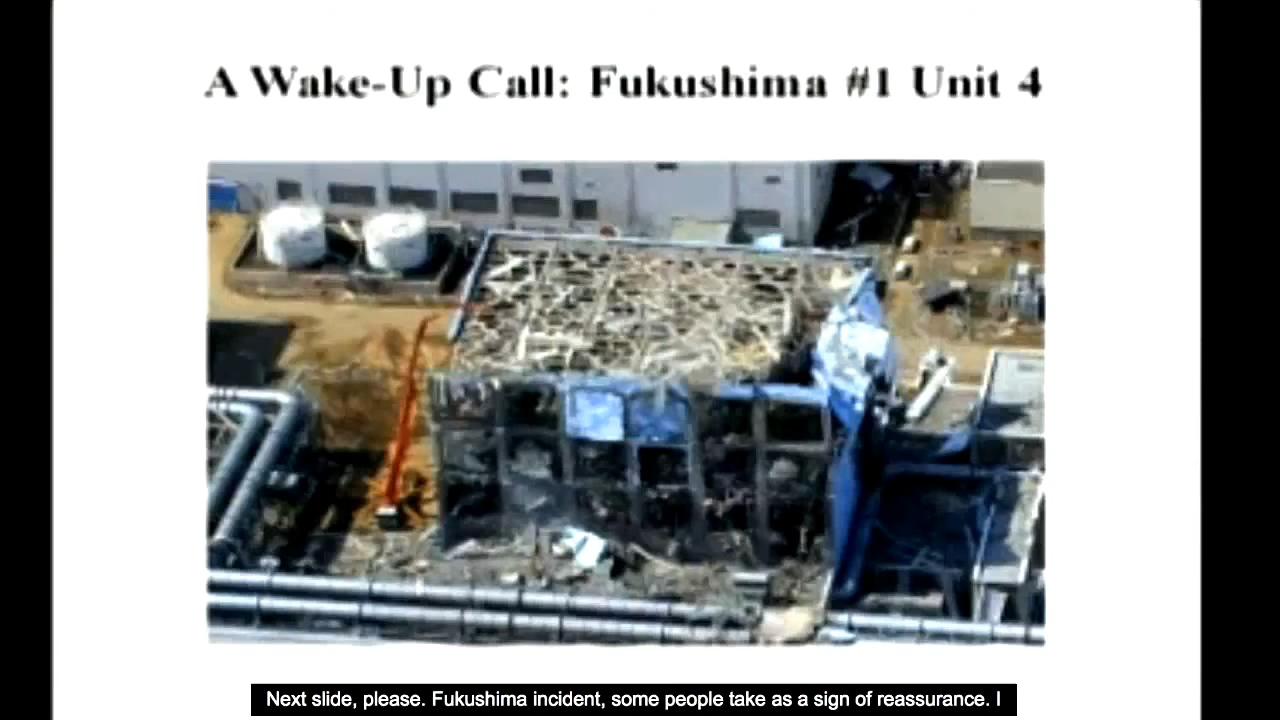 A Wake-Up Call: Fukushima #1 Unit 4
Next slide, please. Fukushima incident, some people take as a sign of reassurance. I